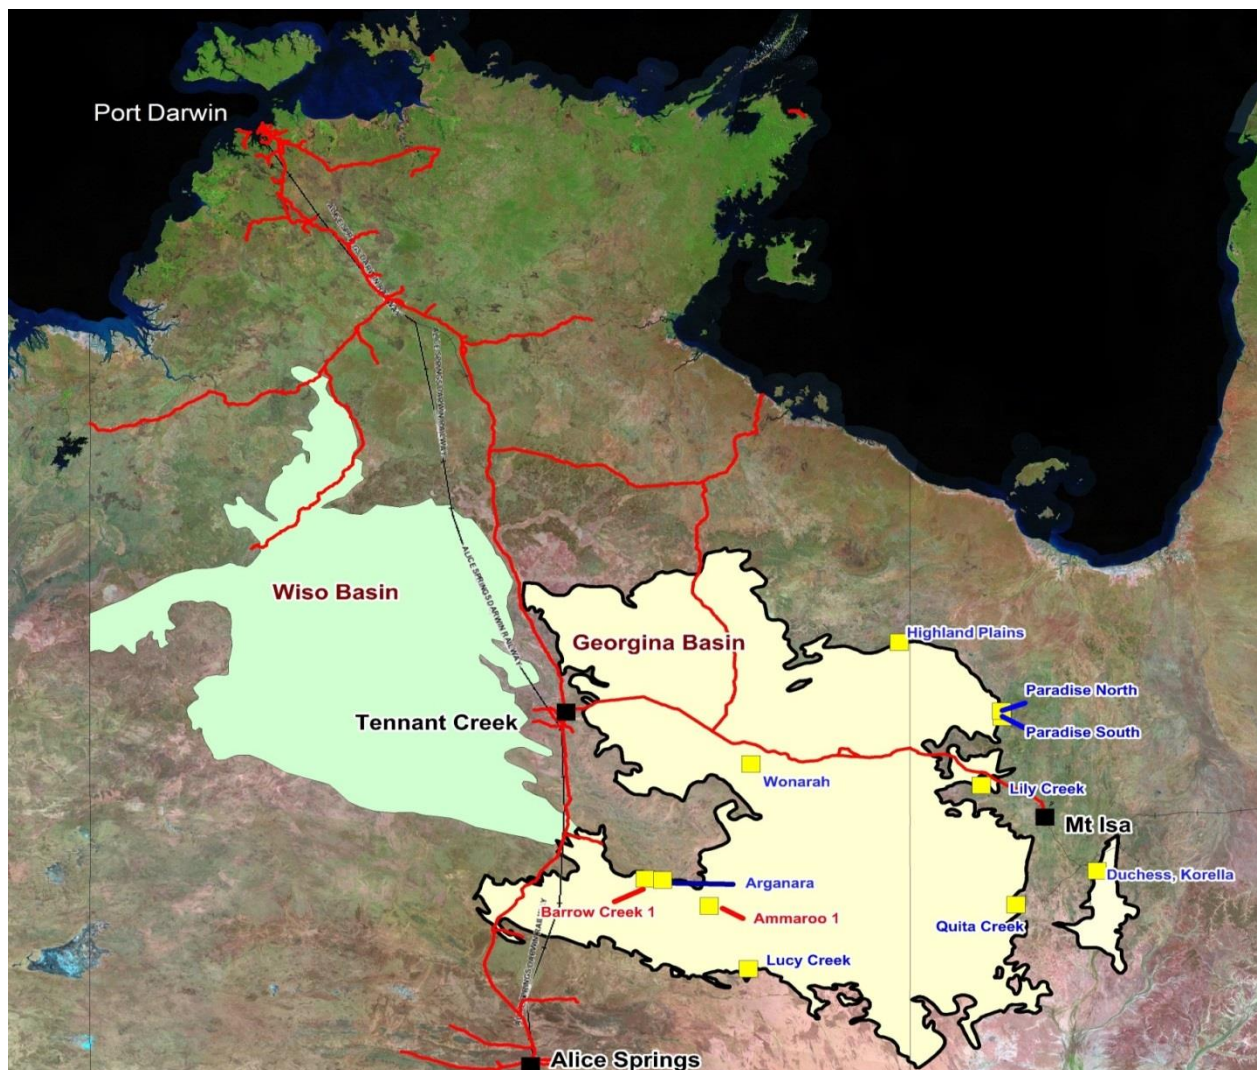 Port Darwin
Wiso Basin
ALICE SPRINGS DARWIN RAILWAY
Georgina Basin
Highland Plains
Paradise North
Paradise South
Tennant Creek
Wonarah
Lily Creek
Mt Isa
Arganara
Duchess, Korella
Barrow Creek 1
Ammaroo 1
Quita Creek
Lucy Creek
Alice Springs